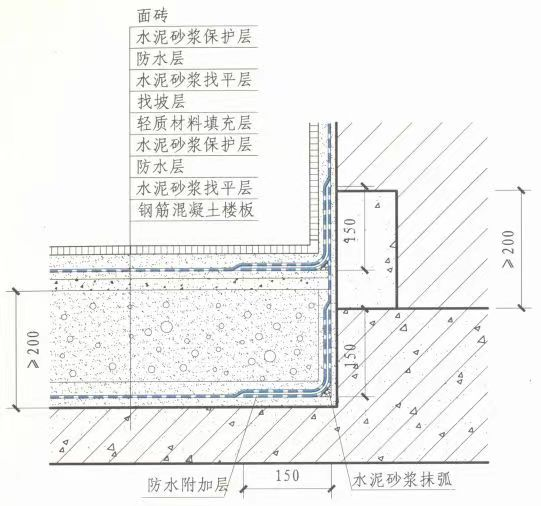 面砖
水泥砂浆保护层
防水层
水泥砂浆找平层
找坡层
轻质材料填充层
水泥砂浆保护层
防水层
水泥砂浆找平层
钢筋混凝土楼板
150
≥200
≥200
150
150
防水附加层
水泥砂浆抹弧